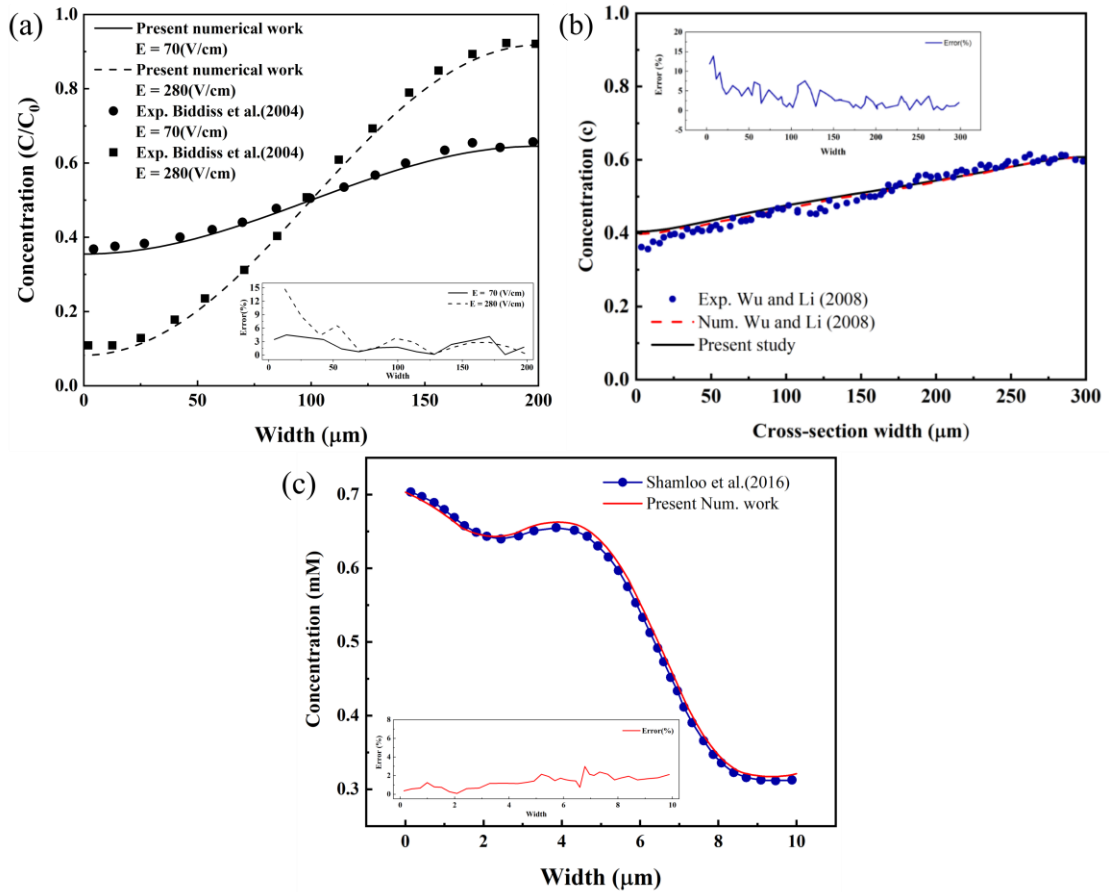 (a)
Concentration (C/C0)
1.0
0.8
0.6
0.4
0.2
0.0
Present numerical work
E = 70(V/cm)
Present numerical work
E = 280(V/cm)
Exp. Biddiss et al.(2004)
E = 70(V/cm)
Exp. Biddiss et al.(2004)
E = 280(V/cm)
Error(%)
15
12
9
6
3
0
E = 70 (V/cm)
E = 280 (V/cm)
0 50 100 150 200
Width
0 50 100 150 200
Width (μm)
(b)
Concentration (c)
1.0
0.8
0.6
0.4
0.2
0.0
Error (%)
20
15
10
5
0
-5
Error(%)
0 50 100 150 200 250 300
Width
Exp. Wu and Li (2008)
Num. Wu and Li (2008)
Present study
0 50 100 150 200 250 300
Cross-section width (μm)
(c)
Concentration (mM)
0.7
0.6
0.5
0.4
0.3
Shamloo et al.(2016)
Present Num. work
Error (%)
8
6
4
2
0
Error(%)
0 2 4 6 8 10
Width
0 2 4 6 8 10
Width (μm)